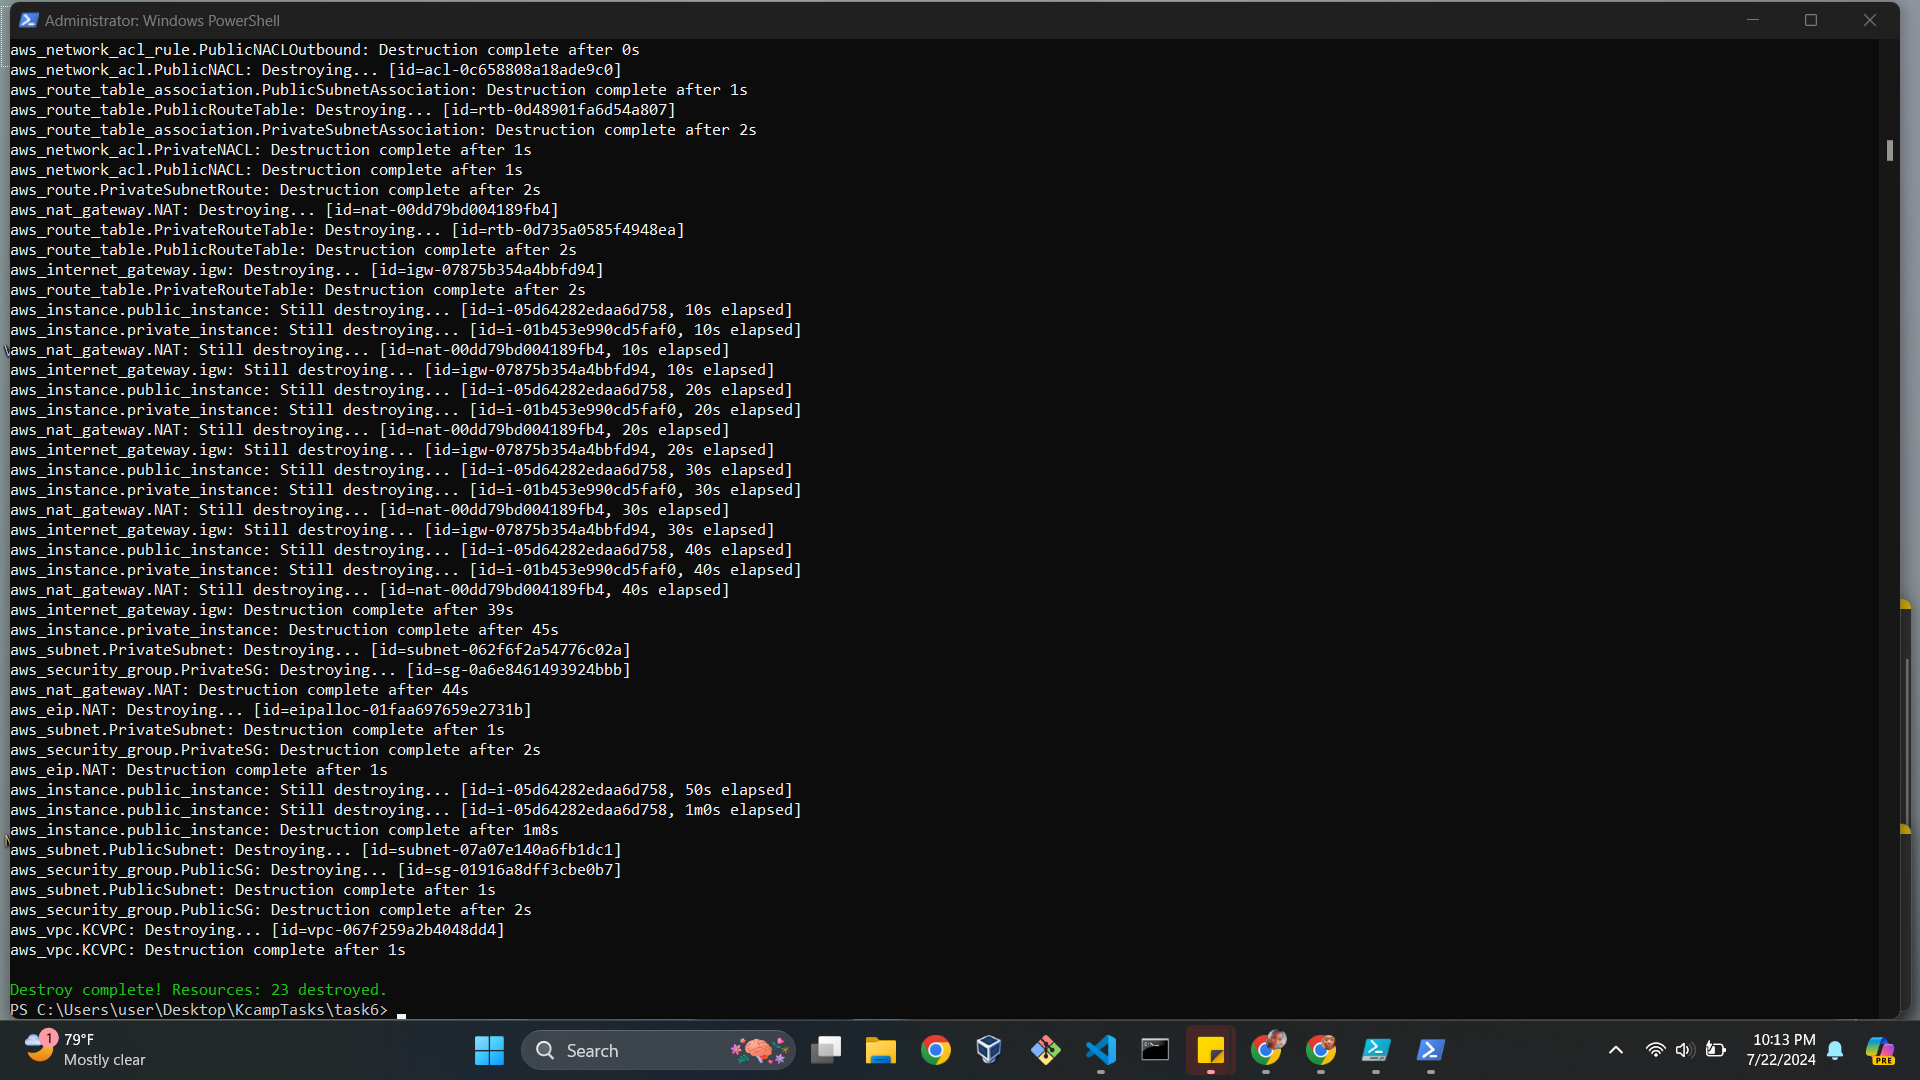 Administrator: Windows PowerShell
aws_network_acl_rule.PublicNACLOutbound: Destruction complete after 0s
aws_network_acl.PublicNACL: Destroying... [id=acl-0c658808a18ade9c0]
aws_route_table_association.PublicSubnetAssociation: Destruction complete after 1s
aws_route_table.PublicRouteTable: Destroying... [id=rtb-0d48901fa6d54a807]
aws_route_table_association.PrivateSubnetAssociation: Destruction complete after 2s
aws_network_acl.PrivateNACL: Destruction complete after 1s
aws_network_acl.PublicNACL: Destruction complete after 1s
aws_route.PrivateSubnetRoute: Destruction complete after 2s
aws_nat_gateway.NAT: Destroying... [id=nat-00dd79bd004189fb4]
aws_route_table.PrivateRouteTable: Destroying... [id=rtb-0d735a0585f4948ea]
aws_route_table.PublicRouteTable: Destruction complete after 2s
aws_internet_gateway.igw: Destroying... [id=igw-07875b354a4bbfd94]
aws_route_table.PrivateRouteTable: Destruction complete after 2s
aws_instance.public_instance: Still destroying... [id=i-05d64282edaa6d758, 10s elapsed]
aws_instance.private_instance: Still destroying... [id=i-01b453e990cd5faf0, 10s elapsed]
aws_nat_gateway.NAT: Still destroying... [id=nat-00dd79bd004189fb4, 10s elapsed]
aws_internet_gateway.igw: Still destroying... [id=igw-07875b354a4bbfd94, 10s elapsed]
aws_instance.public_instance: Still destroying... [id=i-05d64282edaa6d758, 20s elapsed]
aws_instance.private_instance: Still destroying... [id=i-01b453e990cd5faf0, 20s elapsed]
aws_nat_gateway.NAT: Still destroying... [id=nat-00dd79bd004189fb4, 20s elapsed]
aws_internet_gateway.igw: Still destroying... [id=igw-07875b354a4bbfd94, 20s elapsed]
aws_instance.public_instance: Still destroying... [id=i-05d64282edaa6d758, 30s elapsed]
aws_instance.private_instance: Still destroying... [id=i-01b453e990cd5faf0, 30s elapsed]
aws_nat_gateway.NAT: Still destroying... [id=nat-00dd79bd004189fb4, 30s elapsed]
aws_internet_gateway.igw: Still destroying... [id=igw-07875b354a4bbfd94, 30s elapsed]
aws_instance.public_instance: Still destroying... [id=i-05d64282edaa6d758, 40s elapsed]
aws_instance.private_instance: Still destroying... [id=i-01b453e990cd5faf0, 40s elapsed]
aws_nat_gateway.NAT: Still destroying... [id=nat-00dd79bd004189fb4, 40s elapsed]
aws_internet_gateway.igw: Destruction complete after 39s
aws_instance.private_instance: Destruction complete after 45s
aws_subnet.PrivateSubnet: Destroying... [id=subnet-062f6f2a54776c02a]
aws_security_group.PrivateSG: Destroying... [id=sg-0a6e8461493924bbb]
aws_nat_gateway.NAT: Destruction complete after 44s
aws_eip.NAT: Destroying... [id=eipalloc-01faa697659e2731b]
aws_subnet.PrivateSubnet: Destruction complete after 1s
aws_security_group.PrivateSG: Destruction complete after 2s
aws_eip.NAT: Destruction complete after 1s
aws_instance.public_instance: Still destroying... [id=i-05d64282edaa6d758, 50s elapsed]
aws_instance.public_instance: Still destroying... [id=i-05d64282edaa6d758, 1m0s elapsed]
aws_instance.public_instance: Destruction complete after 1m8s
aws_subnet.PublicSubnet: Destroying... [id=subnet-07a07e140a6fb1dc1]
aws_security_group.PublicSG: Destroying... [id=sg-01916a8dff3cbe0b7]
aws_subnet.PublicSubnet: Destruction complete after 1s
aws_security_group.PublicSG: Destruction complete after 2s
aws_vpc.KCVPC: Destroying... [id=vpc-067f259a2b4048dd4]
aws_vpc.KCVPC: Destruction complete after 1s
Destroy complete! Resources: 23 destroyed.
PS C:\Users\user\Desktop\KcampTasks\task6>
1
79°F
Mostly clear
Search
10:13 PM
7/22/2024
PRE